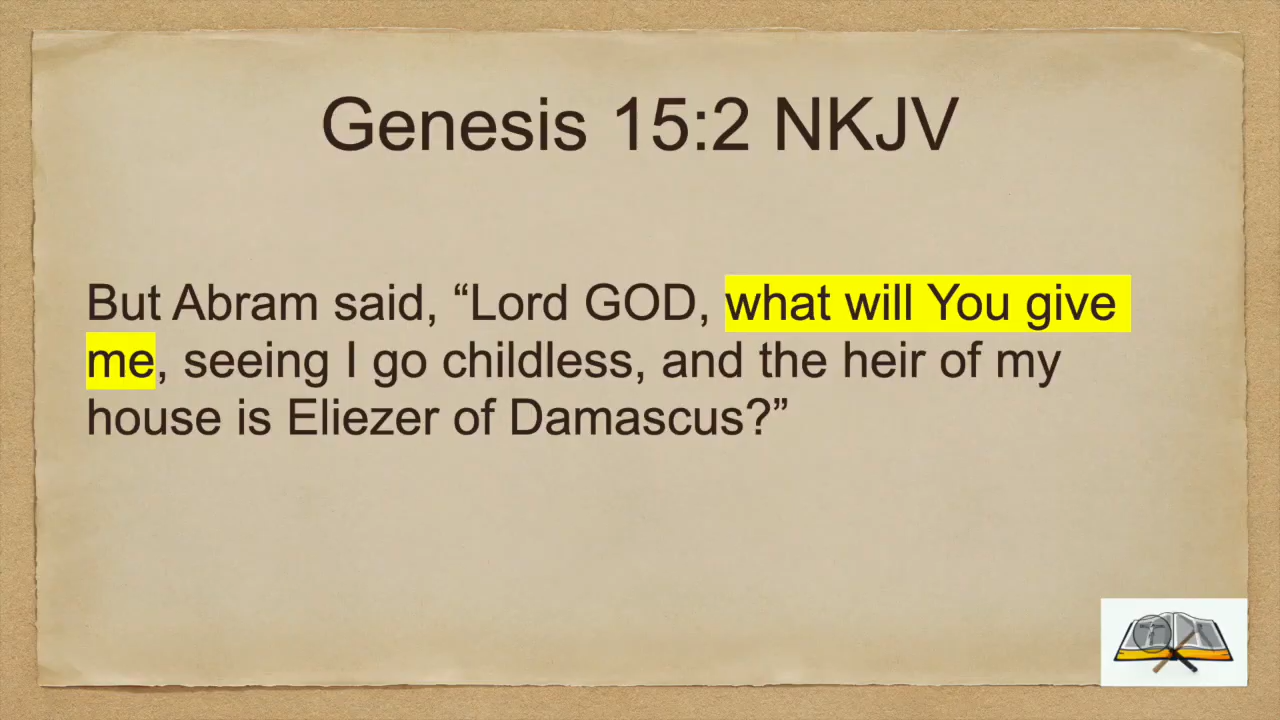 Genesis 15:2 NKJV
But Abram said, “Lord GOD, what will You give
me, seeing I go childless, and the heir of my
house is Eliezer of Damascus?”